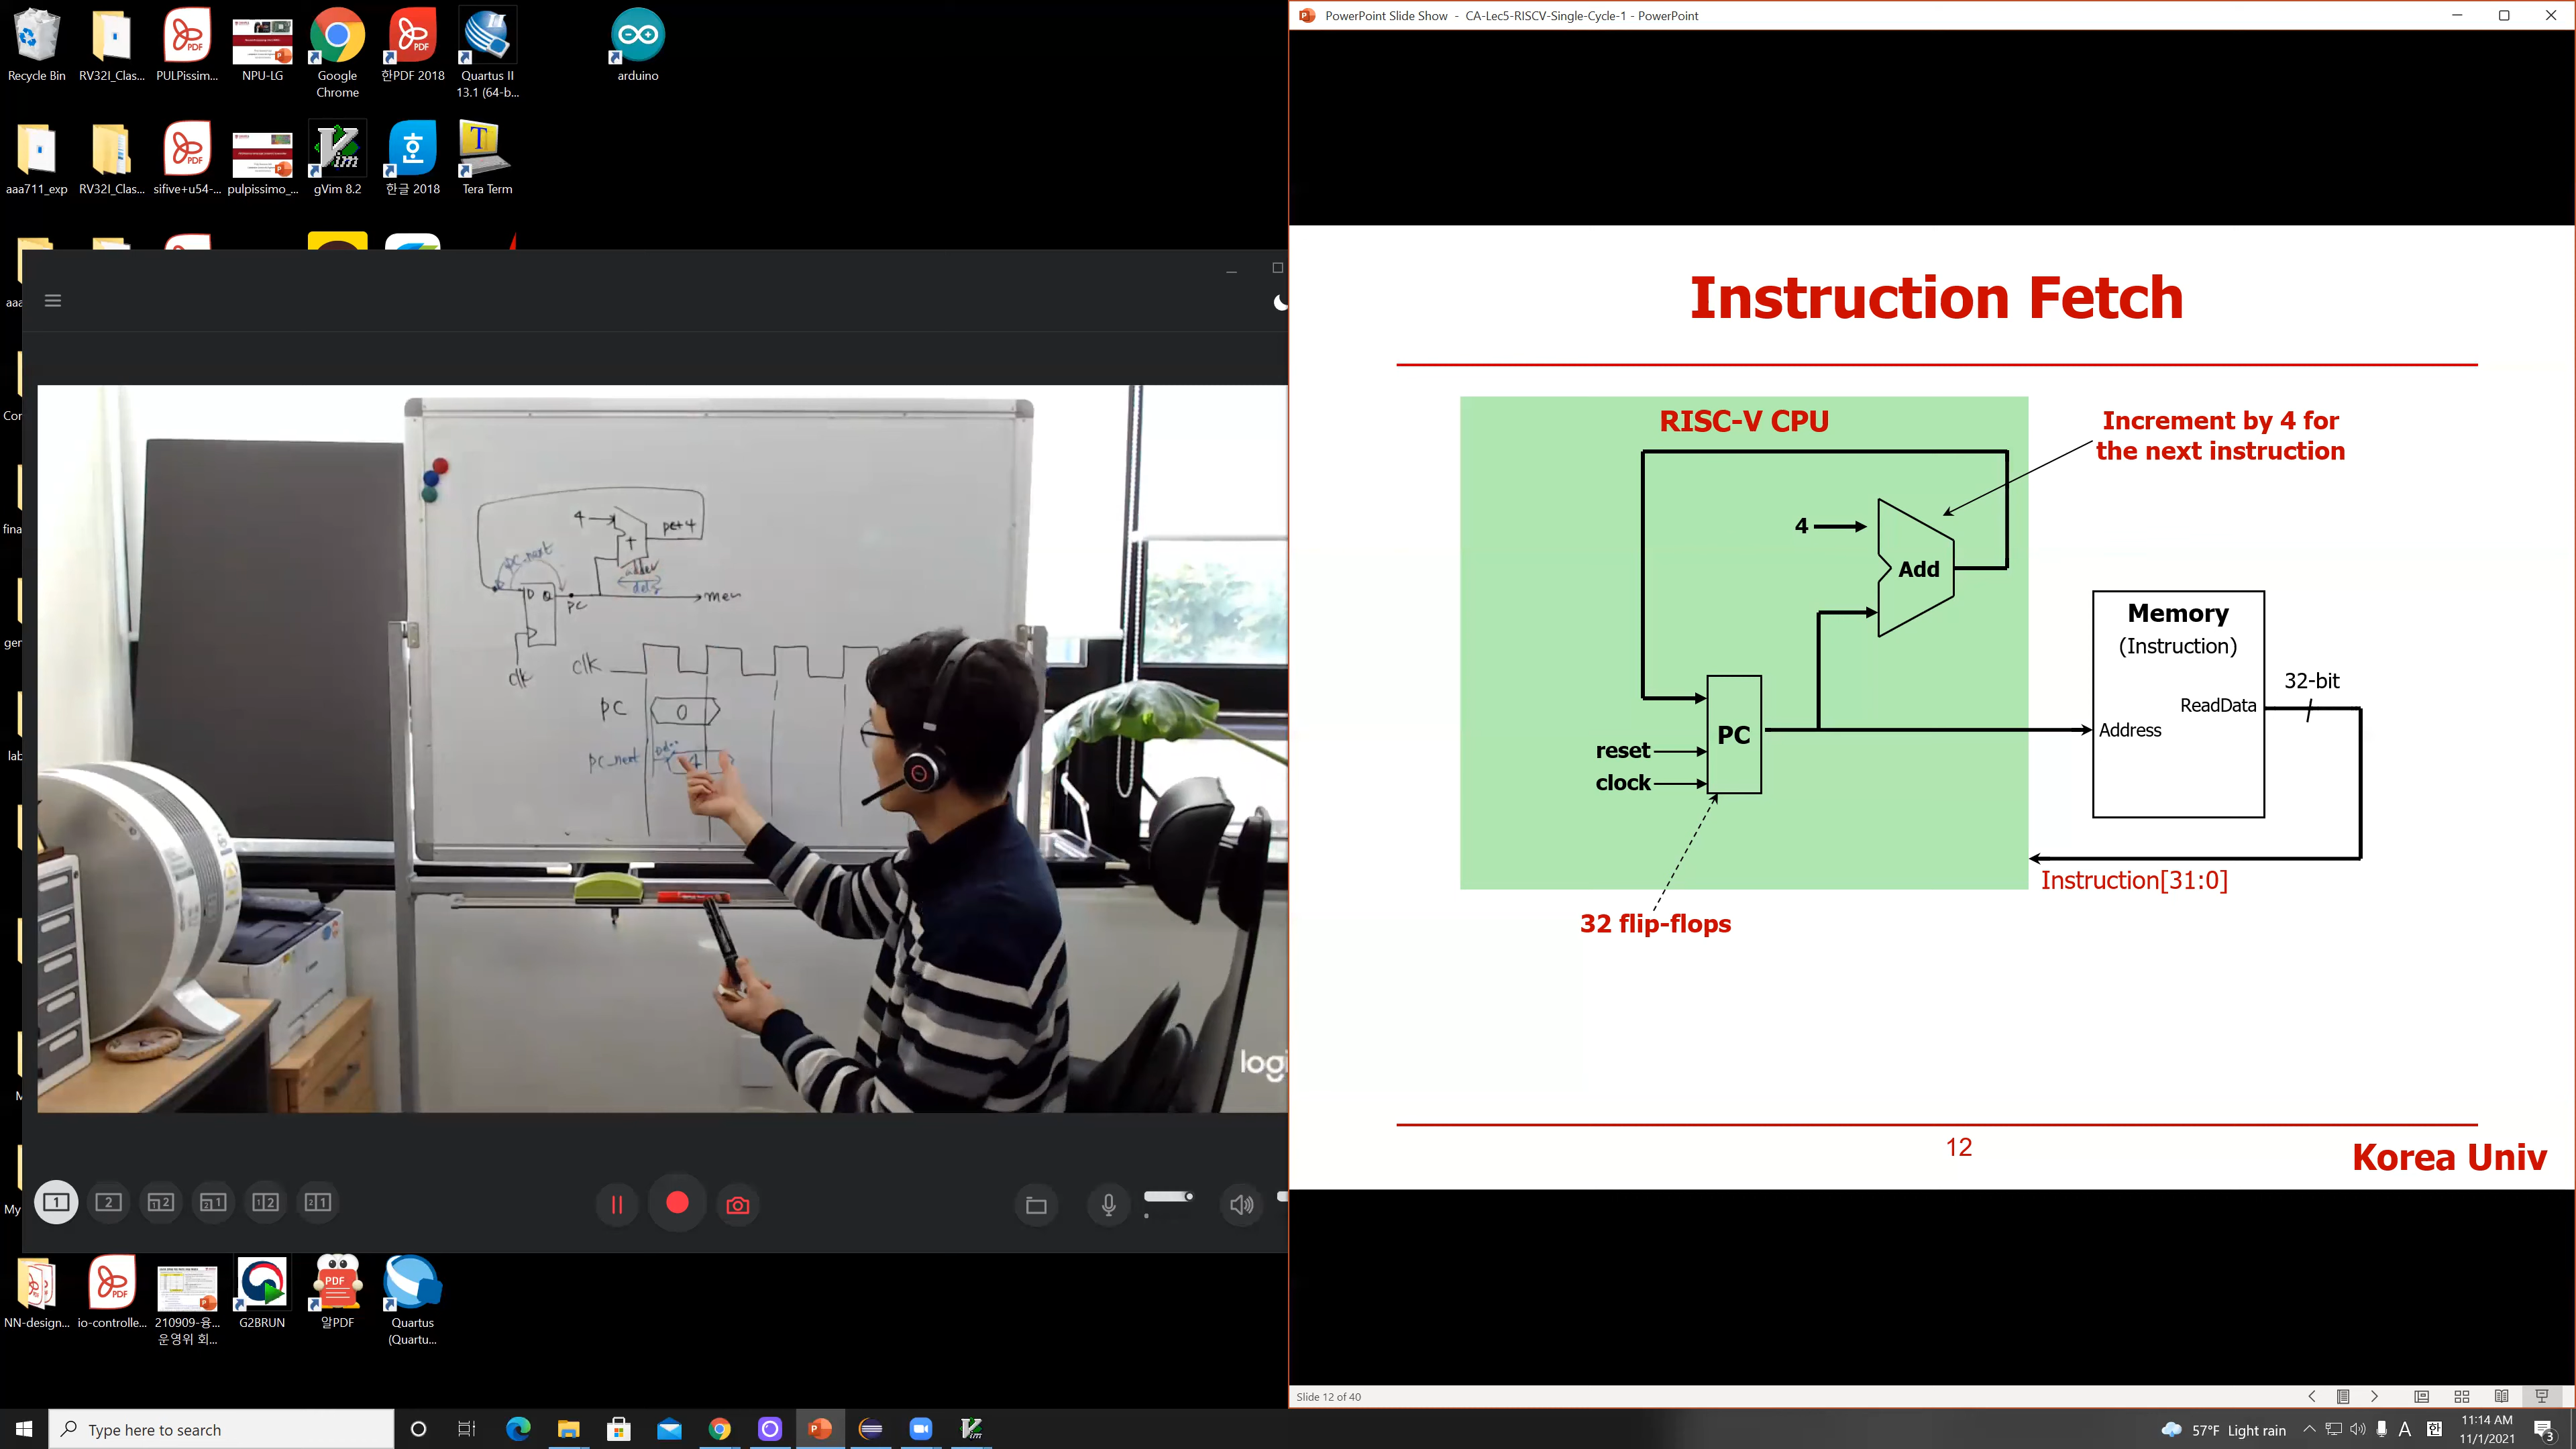 Recycle Bin
RV32I_Clas...
PULPissim...
NPU-LG
Google
Chrome
한PDF 2018
Quartus II
13.1 (64-b...
arduino
aaa711_exp
RV32I_Clas...
sifive+u54-...
pulpissimo_...
gVim 8.2
한글 2018
Tera Term
PowerPoint Slide Show - CA-Lec5-RISCV-Single-Cycle-1 - PowerPoint
4
pc+4
+
PC_next
adder
D Q
PC
clk
clk
PC
0
pc_next
4
logi
Instruction Fetch
RISC-V CPU
Increment by 4 for
the next instruction
4
Add
Memory
(Instruction)
32-bit
ReadData
Address
PC
reset
clock
Instruction[31:0]
32 flip-flops
12
Korea Univ
NN-design...
io-controlle...
210909-융...
운영위 회...
G2BRUN
알PDF
Quartus
(Quartu...
Slide 12 of 40
Type here to search
57°F Light rain
A
11:14 AM
11/1/2021
3